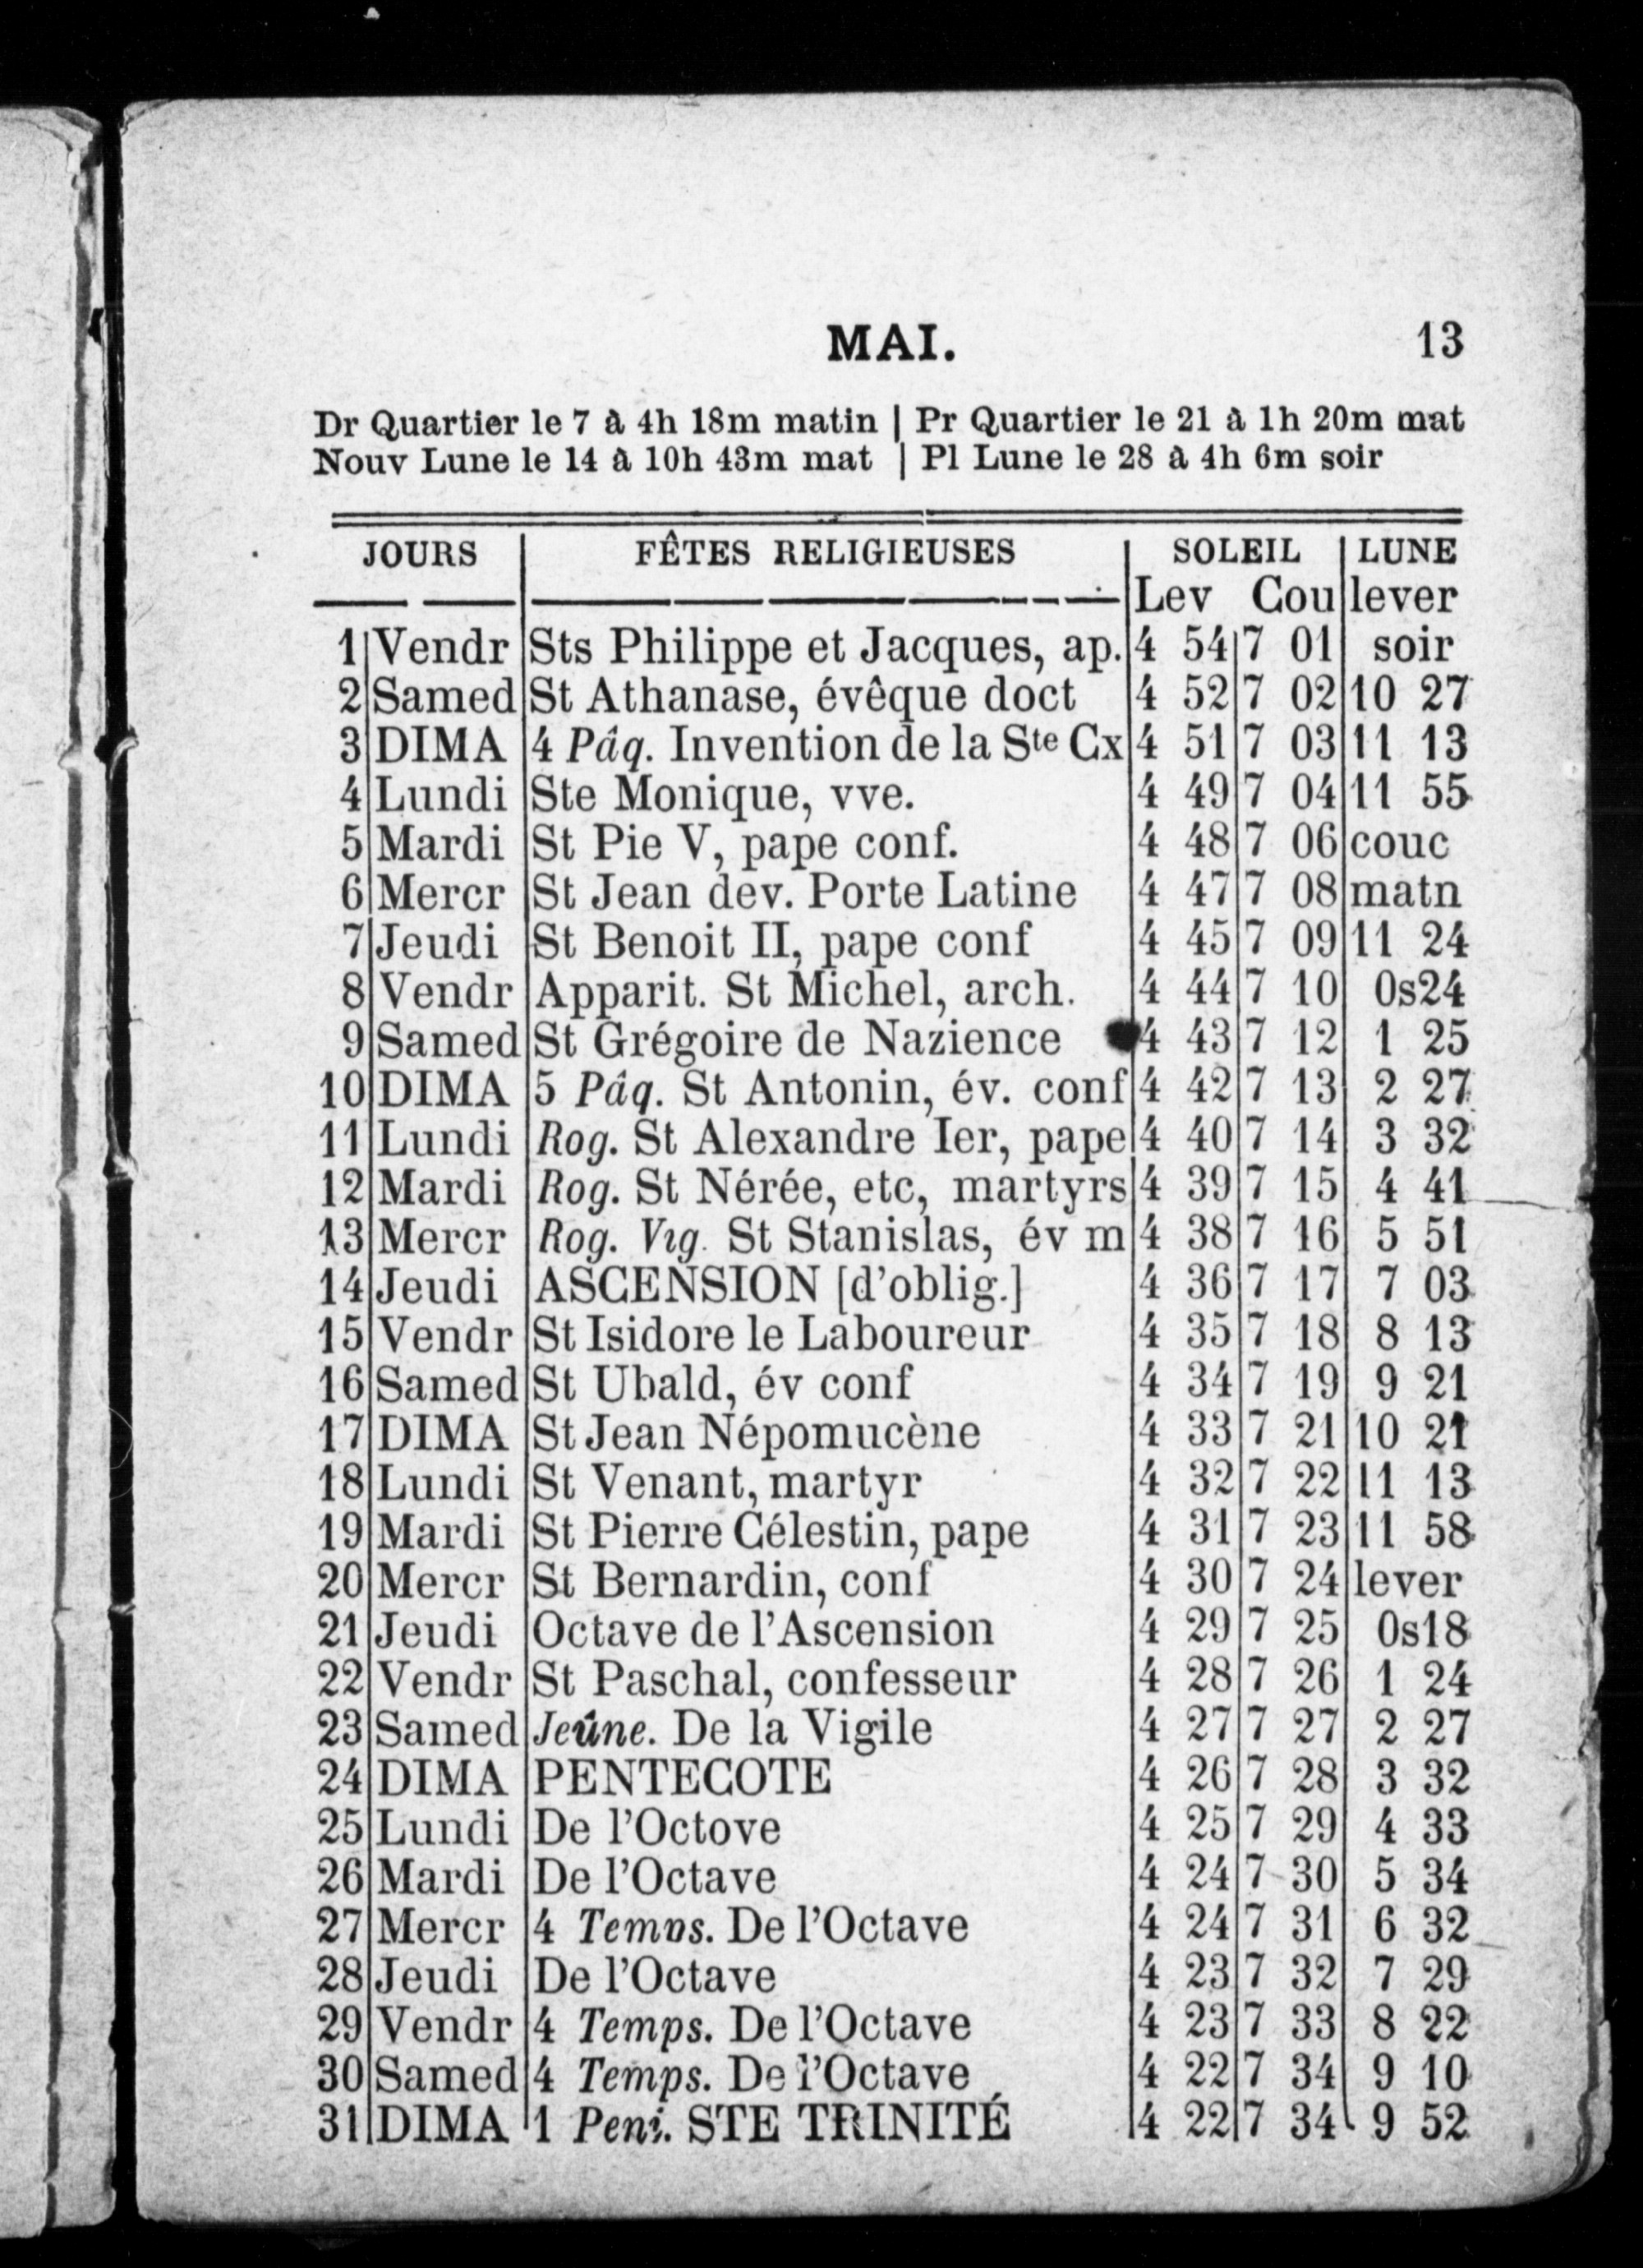 MAI. 13
Dr Quartier le 7 à 4h 18m matin | Pr Quartier le 21 à 1h 20m mat
Nouv Lune le 14 à 10h 43m mat | Pl Lune le 28 à 4h 6m soir
JOURS FÊTES RELIGIEUSES SOLEIL LUNE
Lev Cou lever
1 Vendr Sts Philippe et Jacques, ap. 4 54 7 01 soir
2 Samed St Athanase, évêque doct 4 52 7 02 10 27
3 DIMA 4 Pâq. Invention de la Ste Cx 4 51 7 03 11 13
4 Lundi Ste Monique, vve. 4 49 7 04 11 55
5 Mardi St Pie V, pape conf. 4 48 7 06 couc
6 Mercr St Jean dev. Porte Latine 4 47 7 08 matn
7 Jeudi St Benoit II, pape conf 4 45 7 09 11 24
8 Vendr Apparit. St Michel, arch. 4 44 7 10 0s24
9 Samed St Grégoire de Nazience 4 43 7 12 1 25
10 DIMA 5 Pâq. St Antonin, év. conf 4 42 7 13 2 27
11 Lundi Rog. St Alexandre Ier, pape 4 40 7 14 3 32
12 Mardi Rog. St Nérée, etc, martyrs 4 39 7 15 4 41
13 Mercr Rog. Vig. St Stanislas, év m 4 38 7 16 5 51
14 Jeudi ASCENSION [d'oblig.] 4 36 7 17 7 03
15 Vendr St Isidore le Laboureur 4 35 7 18 8 13
16 Samed St Ubald, év conf 4 34 7 19 9 21
17 DIMA St Jean Népomucène 4 33 7 21 10 21
18 Lundi St Venant, martyr 4 32 7 22 11 13
19 Mardi St Pierre Célestin, pape 4 31 7 23 11 58
20 Mercr St Bernardin, conf 4 30 7 24 lever
21 Jeudi Octave de l'Ascension 4 29 7 25 0s18
22 Vendr St Paschal, confesseur 4 28 7 26 1 24
23 Samed Jeûne. De la Vigile 4 27 7 27 2 27
24 DIMA PENTECOTE 4 26 7 28 3 32
25 Lundi De l'Octove 4 25 7 29 4 33
26 Mardi De l'Octave 4 24 7 30 5 34
27 Mercr 4 Temps. De l'Octave 4 24 7 31 6 32
28 Jeudi De l'Octave 4 23 7 32 7 29
29 Vendr 4 Temps. De l'Octave 4 23 7 33 8 22
30 Samed 4 Temps. De l'Octave 4 22 7 34 9 10
31 DIMA 1 Peni. STE TRINITÉ 4 22 7 34 9 52